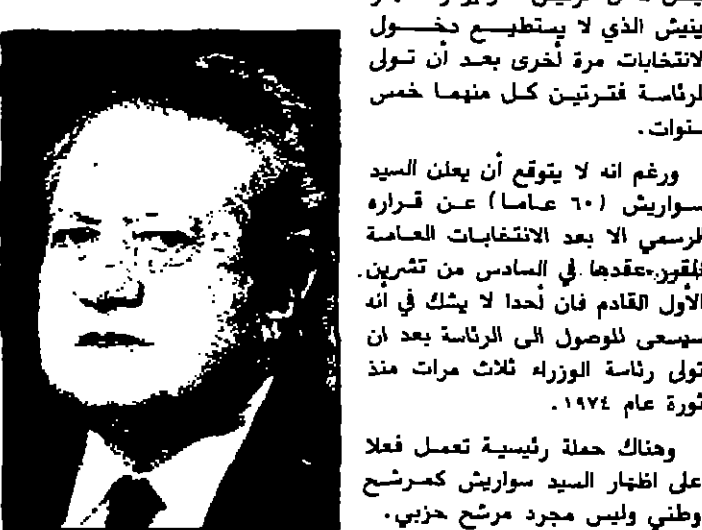 ينيش الذي لا يستطيع دخول
الانتخابات مرة أخرى بعد أن تولى
لرئاسة فترتين كل منهما خمس
سنوات.
ورغم انه لا يتوقع أن يعلن السيد
سواريش (٦٠ عاما) عن قراره
لرسمي الا بعد الانتخابات العامة
المقرر عقدها في السادس من تشرين
الأول القادم فان أحدا لا يشك في أنه
سيسعى للوصول الى الرئاسة بعد ان
تولى رئاسة الوزراء ثلاث مرات منذ
ثورة عام ١٩٧٤.
وهناك حملة رئيسية تعمل فعلا
على اظهار السيد سواريش كمرشح
وطني وليس مجرد مرشح حزبي.